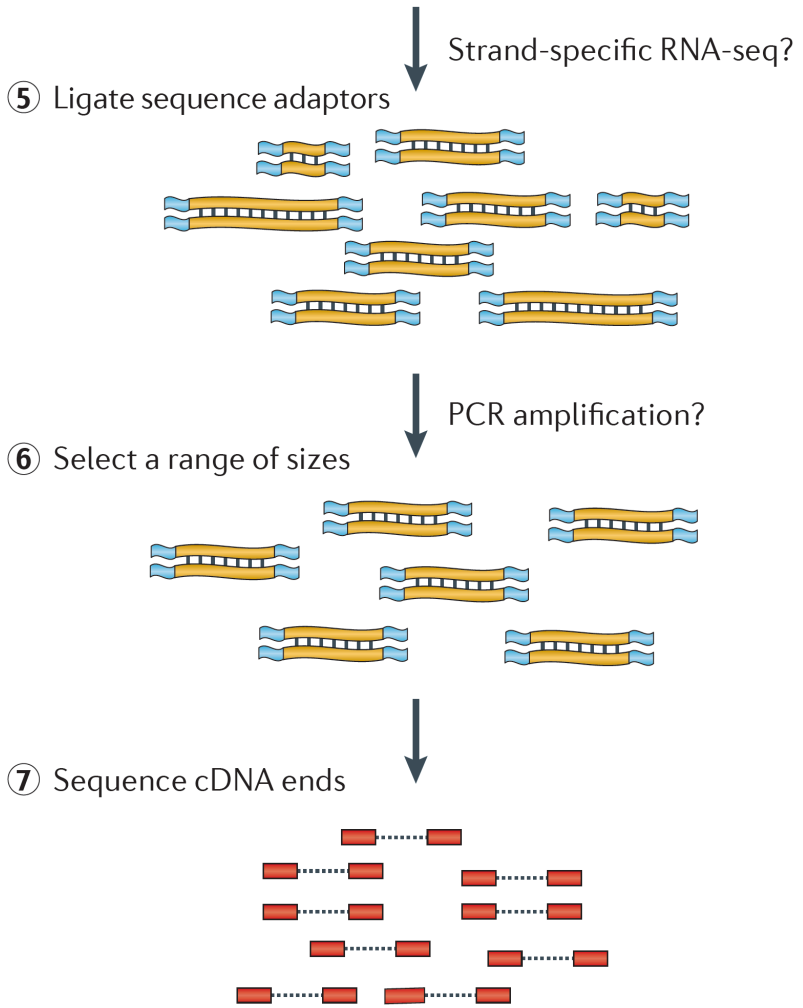 Strand-specific RNA-seq?
5 Ligate sequence adaptors
PCR amplification?
6 Select a range of sizes
7 Sequence cDNA ends